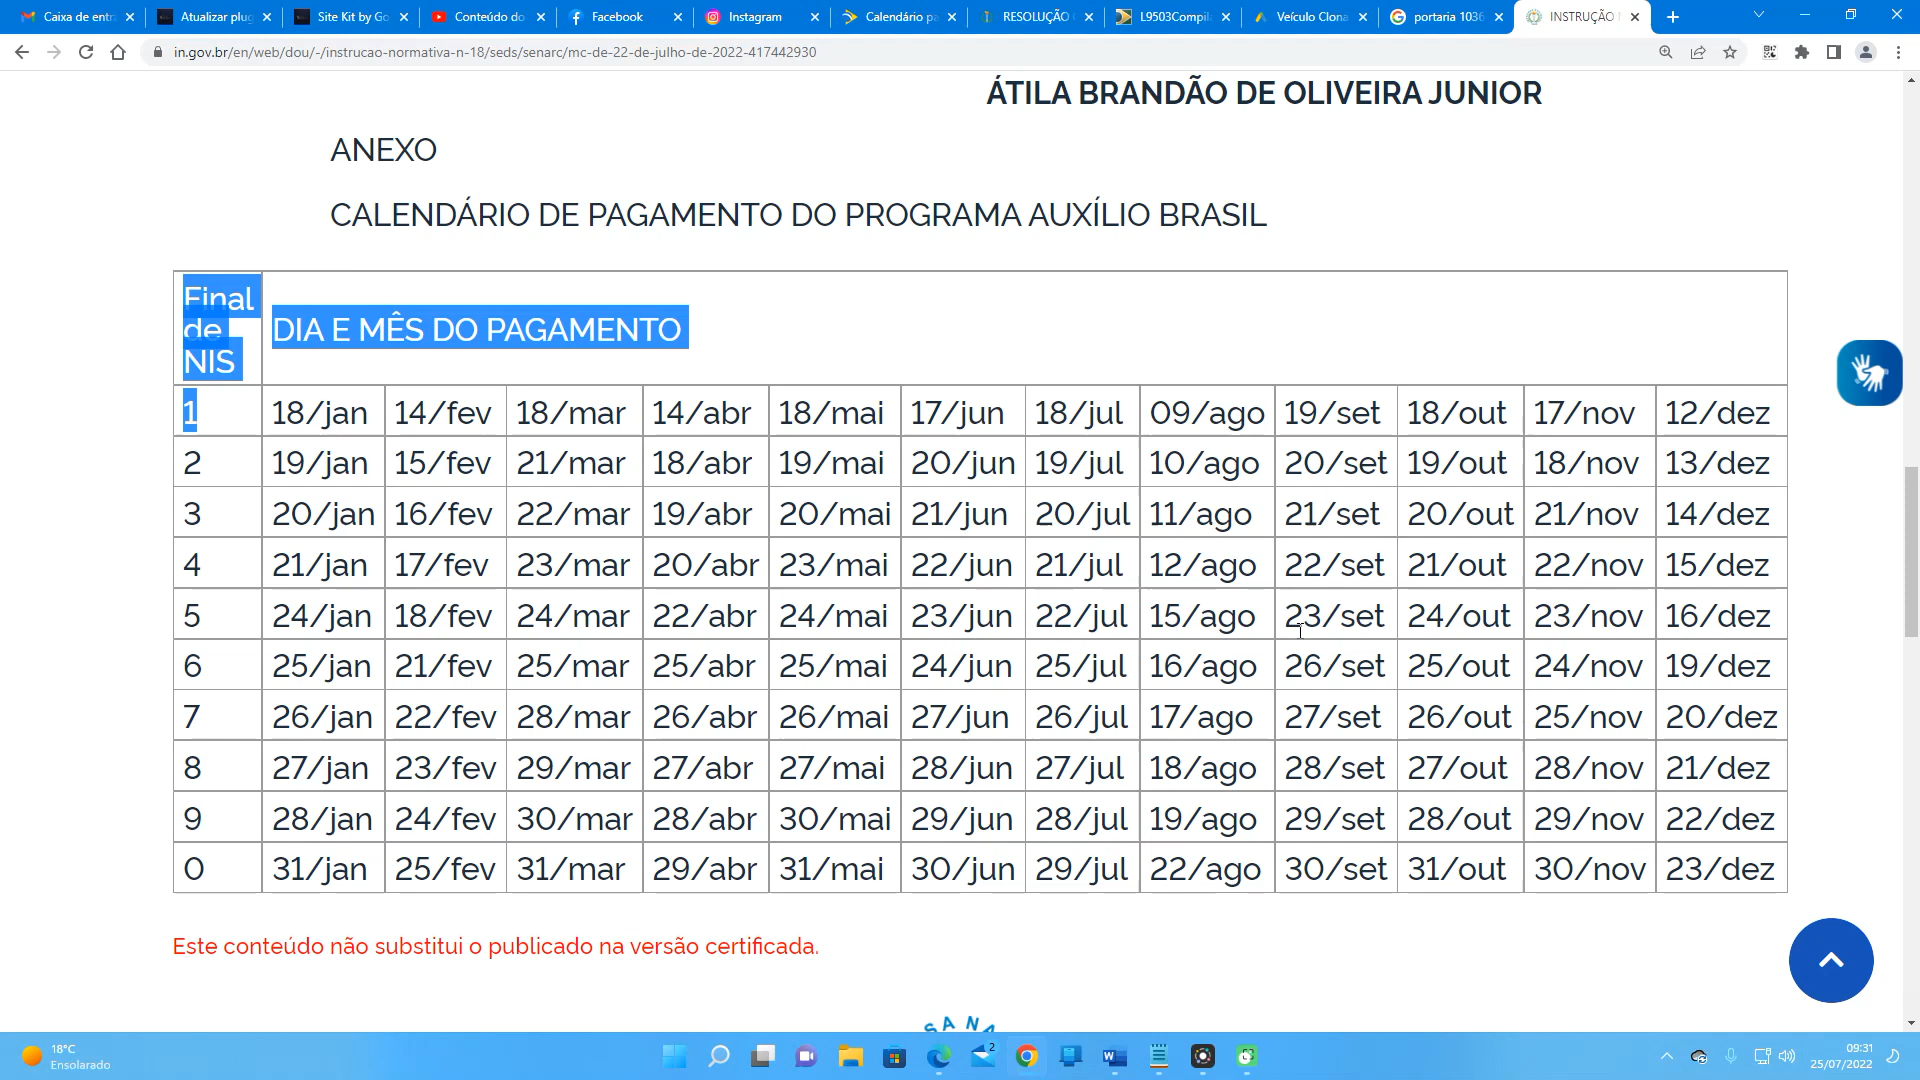 Caixa de entra
Atualizar plug
Site Kit by Go
Conteúdo do
Facebook
Instagram
Calendário pa
RESOLUÇÃO
L9503Compil
Veículo Clona
portaria 1036
INSTRUÇÃO
in.gov.br/en/web/dou/-/instrucao-normativa-n-18/seds/senarc/mc-de-22-de-julho-de-2022-417442930
ÁTILA BRANDÃO DE OLIVEIRA JUNIOR
ANEXO
CALENDÁRIO DE PAGAMENTO DO PROGRAMA AUXÍLIO BRASIL
Final de NIS DIA E MÊS DO PAGAMENTO
1 18/jan 14/fev 18/mar 14/abr 18/mai 17/jun 18/jul 09/ago 19/set 18/out 17/nov 12/dez
2 19/jan 15/fev 21/mar 18/abr 19/mai 20/jun 19/jul 10/ago 20/set 19/out 18/nov 13/dez
3 20/jan 16/fev 22/mar 19/abr 20/mai 21/jun 20/jul 11/ago 21/set 20/out 21/nov 14/dez
4 21/jan 17/fev 23/mar 20/abr 23/mai 22/jun 21/jul 12/ago 22/set 21/out 22/nov 15/dez
5 24/jan 18/fev 24/mar 22/abr 24/mai 23/jun 22/jul 15/ago 23/set 24/out 23/nov 16/dez
6 25/jan 21/fev 25/mar 25/abr 25/mai 24/jun 25/jul 16/ago 26/set 25/out 24/nov 19/dez
7 26/jan 22/fev 28/mar 26/abr 26/mai 27/jun 26/jul 17/ago 27/set 26/out 25/nov 20/dez
8 27/jan 23/fev 29/mar 27/abr 27/mai 28/jun 27/jul 18/ago 28/set 27/out 28/nov 21/dez
9 28/jan 24/fev 30/mar 28/abr 30/mai 29/jun 28/jul 19/ago 29/set 28/out 29/nov 22/dez
0 31/jan 25/fev 31/mar 29/abr 31/mai 30/jun 29/jul 22/ago 30/set 31/out 30/nov 23/dez
Este conteúdo não substitui o publicado na versão certificada.
SANA
18°C
Ensolarado
2
09:31
25/07/2022